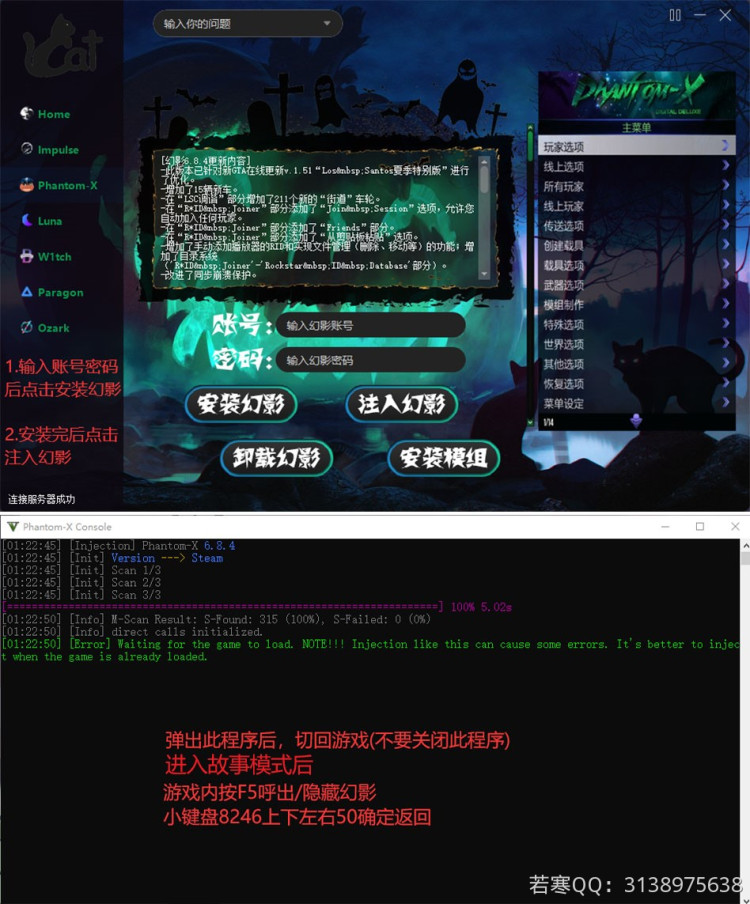 Cat
输入你的问题
Home
Impulse
Phantom-X
Luna
W1tch
Paragon
Ozark
1.输入账号密码
后点击安装幻影
2.安装完后点击
注入幻影
连接服务器成功
[幻影6.8.4更新内容]
-此版本已针对新GTA在线更新v.1.51“Los&nbsp;Santos夏季特别版”进行
了优化。
-增加了15辆新车。
-在“LSC调谐”部分增加了211个新的“街道”车轮。
-在“R*ID&nbsp;Joiner”部分添加了“Join&nbsp;Session”选项，允许您
自动加入任何玩家。
-在“R*ID&nbsp;Joiner”部分添加了“Friends”部分。
-在“R*ID&nbsp;Joiner”部分添加了“从剪贴板粘贴”选项。
-增加了手动添加播放器的RID和实现文件管理（删除、移动等）的功能；增
加了目录系统
（'R*ID&nbsp;Joiner'-'Rockstar&nbsp;ID&nbsp;Database'部分）。
-改进了同步崩溃保护。
账号：
输入幻影账号
密码：
输入幻影密码
安装幻影
注入幻影
卸载幻影
安装模组
PHANTOM-X
DIGITAL DELUXE
主菜单
玩家选项
线上选项
所有玩家
线上玩家
传送选项
创建载具
载具选项
武器选项
模组制作
特殊选项
世界选项
其他选项
恢复选项
菜单设定
1/14
Phantom-X Console
[01:22:45] [Injection] Phantom-X 6.8.4
[01:22:45] [Init] Version ---> Steam
[01:22:45] [Init] Scan 1/3
[01:22:45] [Init] Scan 2/3
[01:22:45] [Init] Scan 3/3
[======================================================================] 100% 5.02s
[01:22:50] [Info] M-Scan Result: S-Found: 315 (100%), S-Failed: 0 (0%)
[01:22:50] [Info] direct calls initialized.
[01:22:50] [Error] Waiting for the game to load. NOTE!!! Injection like this can cause some errors. It's better to injec
t when the game is already loaded.
弹出此程序后，切回游戏(不要关闭此程序)
进入故事模式后
游戏内按F5呼出/隐藏幻影
小键盘8246上下左右50确定返回
若寒QQ：3138975638